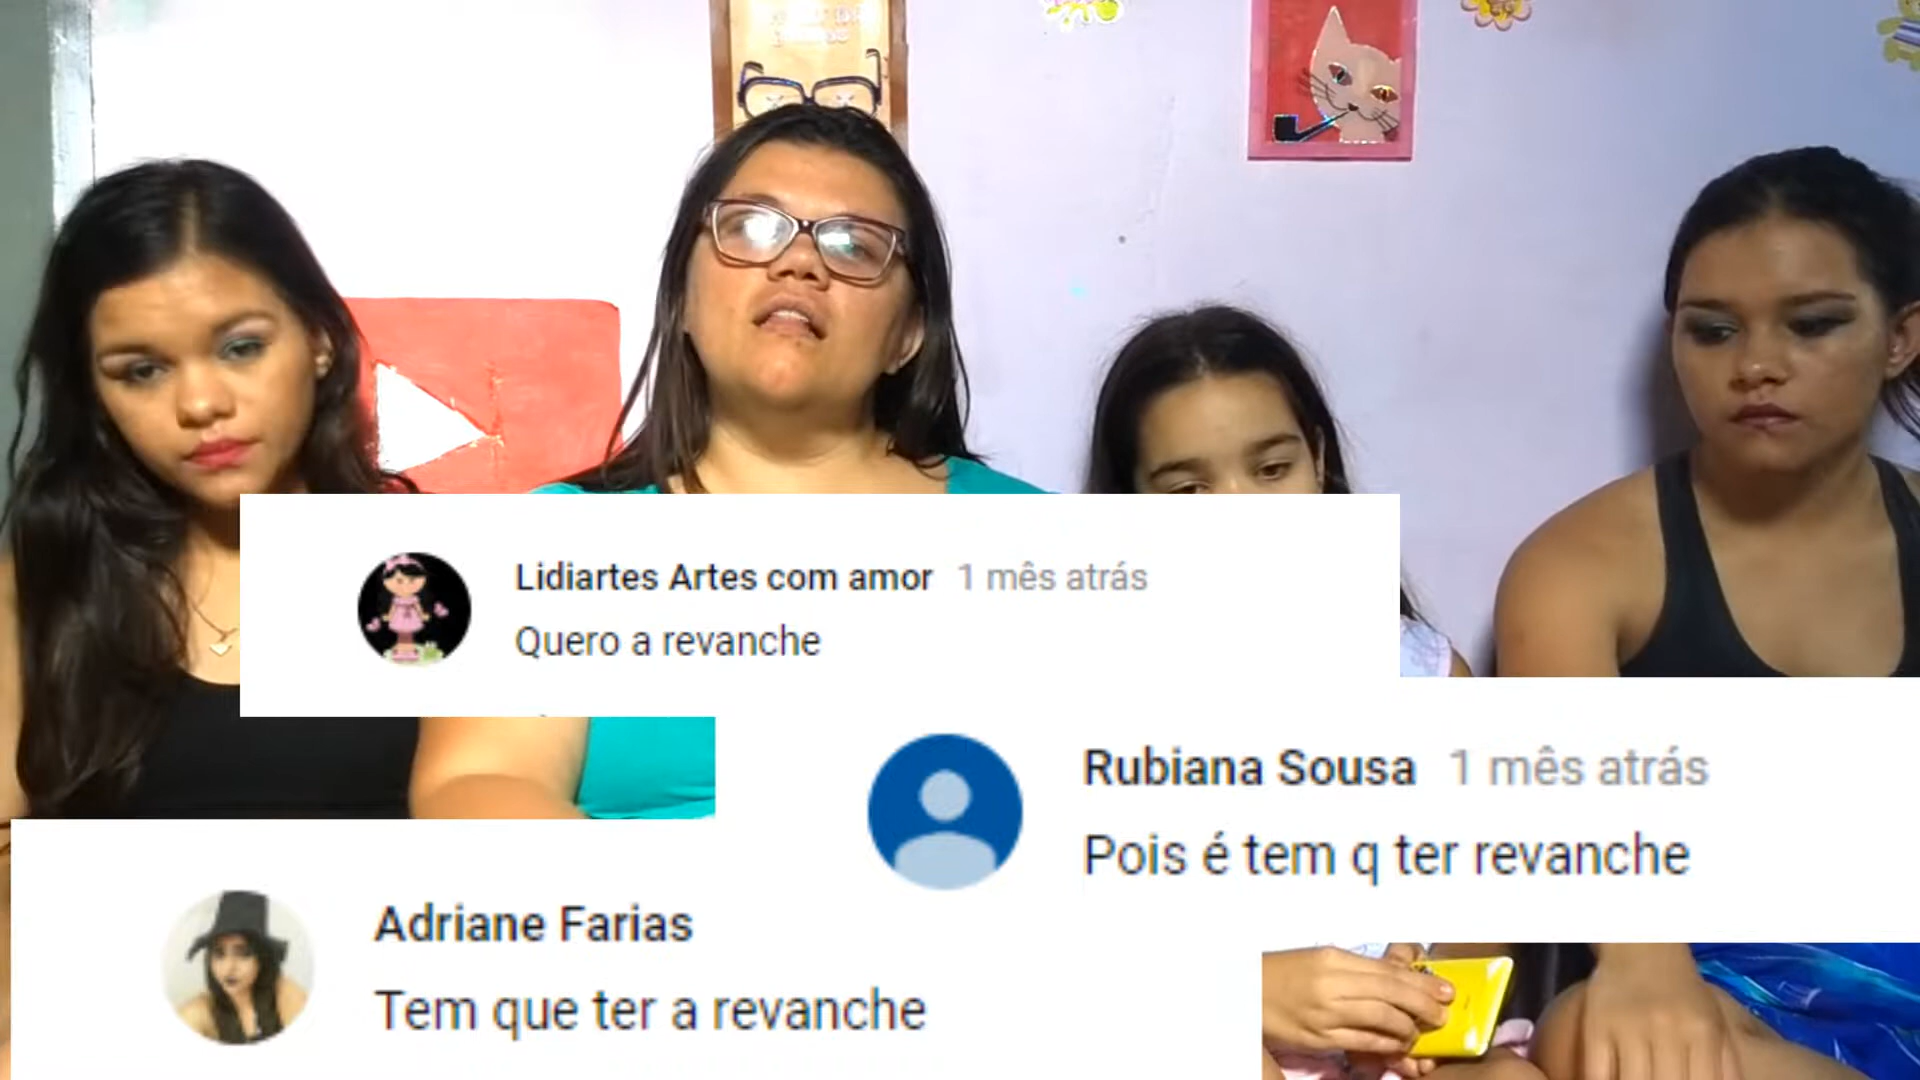 Lidiartes Artes com amor 1 mês atrás
Quero a revanche
Rubiana Sousa 1 mês atrás
Pois é tem q ter revanche
Adriane Farias
Tem que ter a revanche